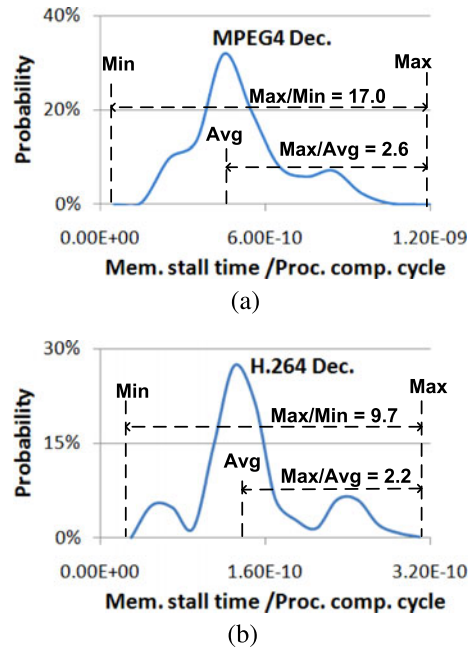 40%
MPEG4 Dec.
Min
Max
Max/Min = 17.0
20%
Avg
Max/Avg = 2.6
Probability
0%
0.00E+00 6.00E-10 1.20E-09
Mem. stall time /Proc. comp. cycle
(a)
30%
H.264 Dec.
Min
Max
Max/Min = 9.7
15%
Avg
Max/Avg = 2.2
Probability
0%
0.00E+00 1.60E-10 3.20E-10
Mem. stall time /Proc. comp. cycle
(b)